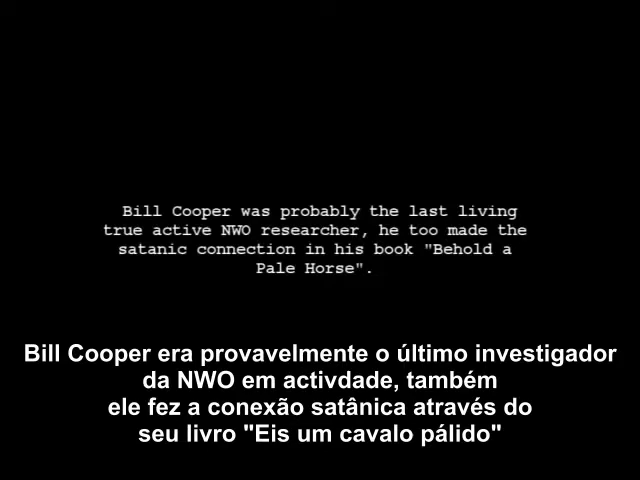 Bill Cooper was probably the last living
true active NWO researcher, he too made the
satanic connection in his book "Behold a
Pale Horse".
Bill Cooper era provavelmente o último investigador
da NWO em activdade, também
ele fez a conexão satânica através do
seu livro "Eis um cavalo pálido"